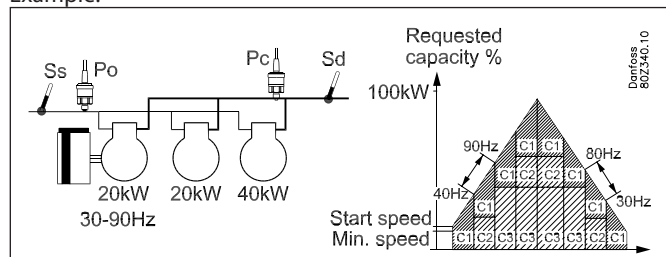 Example:
Ss
Po
Pc
Sd
20kW
20kW
40kW
30-90Hz
Requested
capacity %
100kW
90Hz
80Hz
40Hz
30Hz
Start speed
Min. speed
C1 C1
C1 C2 C2 C1
C1 C1
C1 C2 C3 C3 C3 C3 C2 C1
Danfoss
80Z340.10